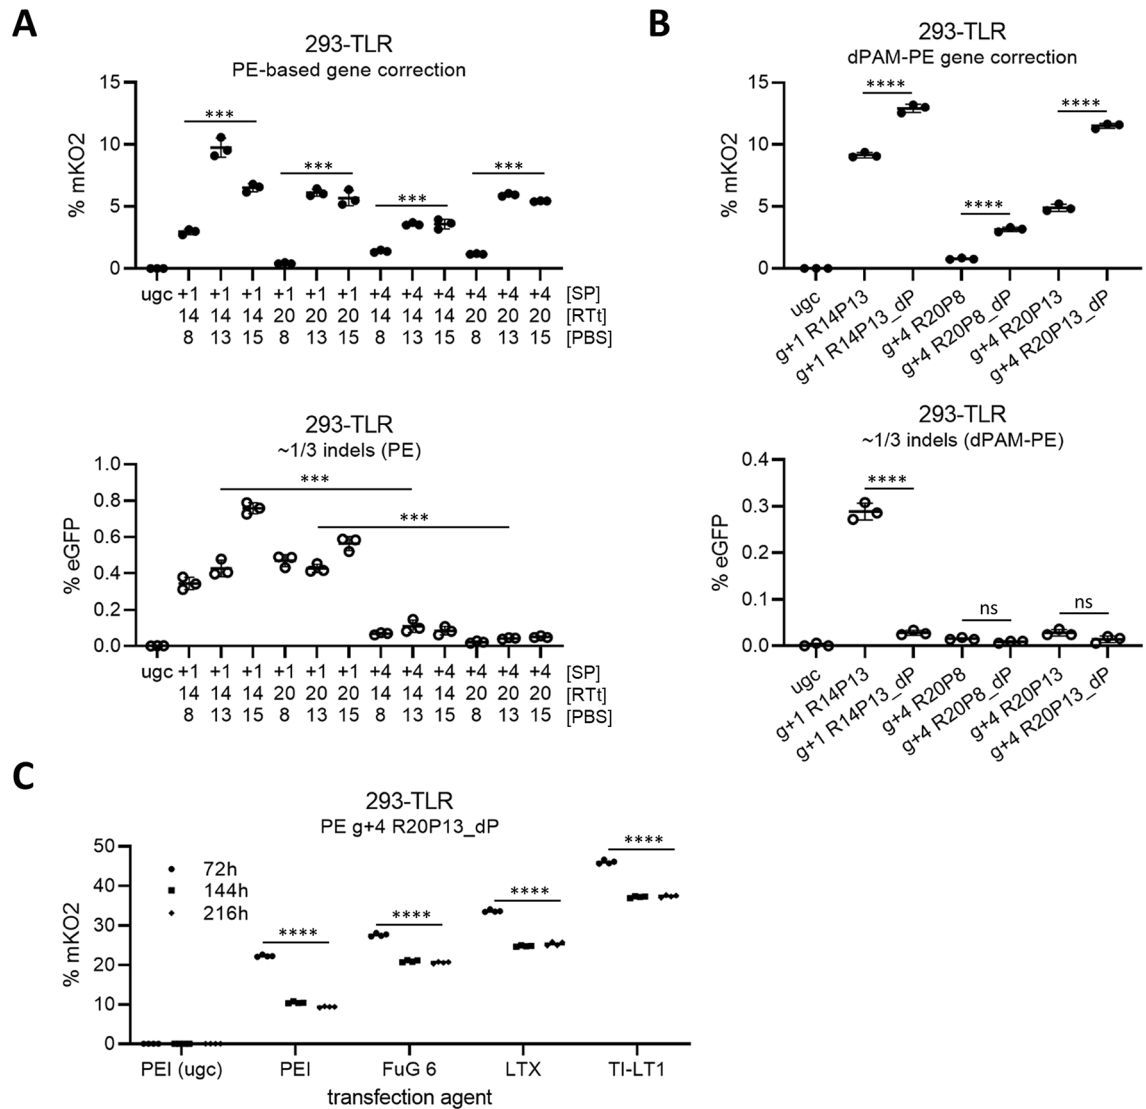 A
293-TLR
PE-based gene correction
% mKO2
15
10
5
0
***
***
***
***
ugc +1 +1 +1 +1 +1 +1 +4 +4 +4 +4 +4 +4 [SP]
14 14 14 20 20 20 14 14 14 20 20 20 [RTt]
8 13 15 8 13 15 8 13 15 8 13 15 [PBS]
293-TLR
~1/3 indels (PE)
% eGFP
1.0
0.8
0.6
0.4
0.2
0.0
***
***
ugc +1 +1 +1 +1 +1 +1 +4 +4 +4 +4 +4 +4 [SP]
14 14 14 20 20 20 14 14 14 20 20 20 [RTt]
8 13 15 8 13 15 8 13 15 8 13 15 [PBS]
B
293-TLR
dPAM-PE gene correction
% mKO2
15
10
5
0
****
****
****
ugc
g+1 R14P13
g+1 R14P13_dP
g+4 R20P8
g+4 R20P8_dP
g+4 R20P13
g+4 R20P13_dP
293-TLR
~1/3 indels (dPAM-PE)
% eGFP
0.4
0.3
0.2
0.1
0.0
****
ns
ns
ugc
g+1 R14P13
g+1 R14P13_dP
g+4 R20P8
g+4 R20P8_dP
g+4 R20P13
g+4 R20P13_dP
C
293-TLR
PE g+4 R20P13_dP
% mKO2
50
40
30
20
10
0
72h
144h
216h
****
****
****
****
PEI (ugc) PEI FuG 6 LTX TI-LT1
transfection agent